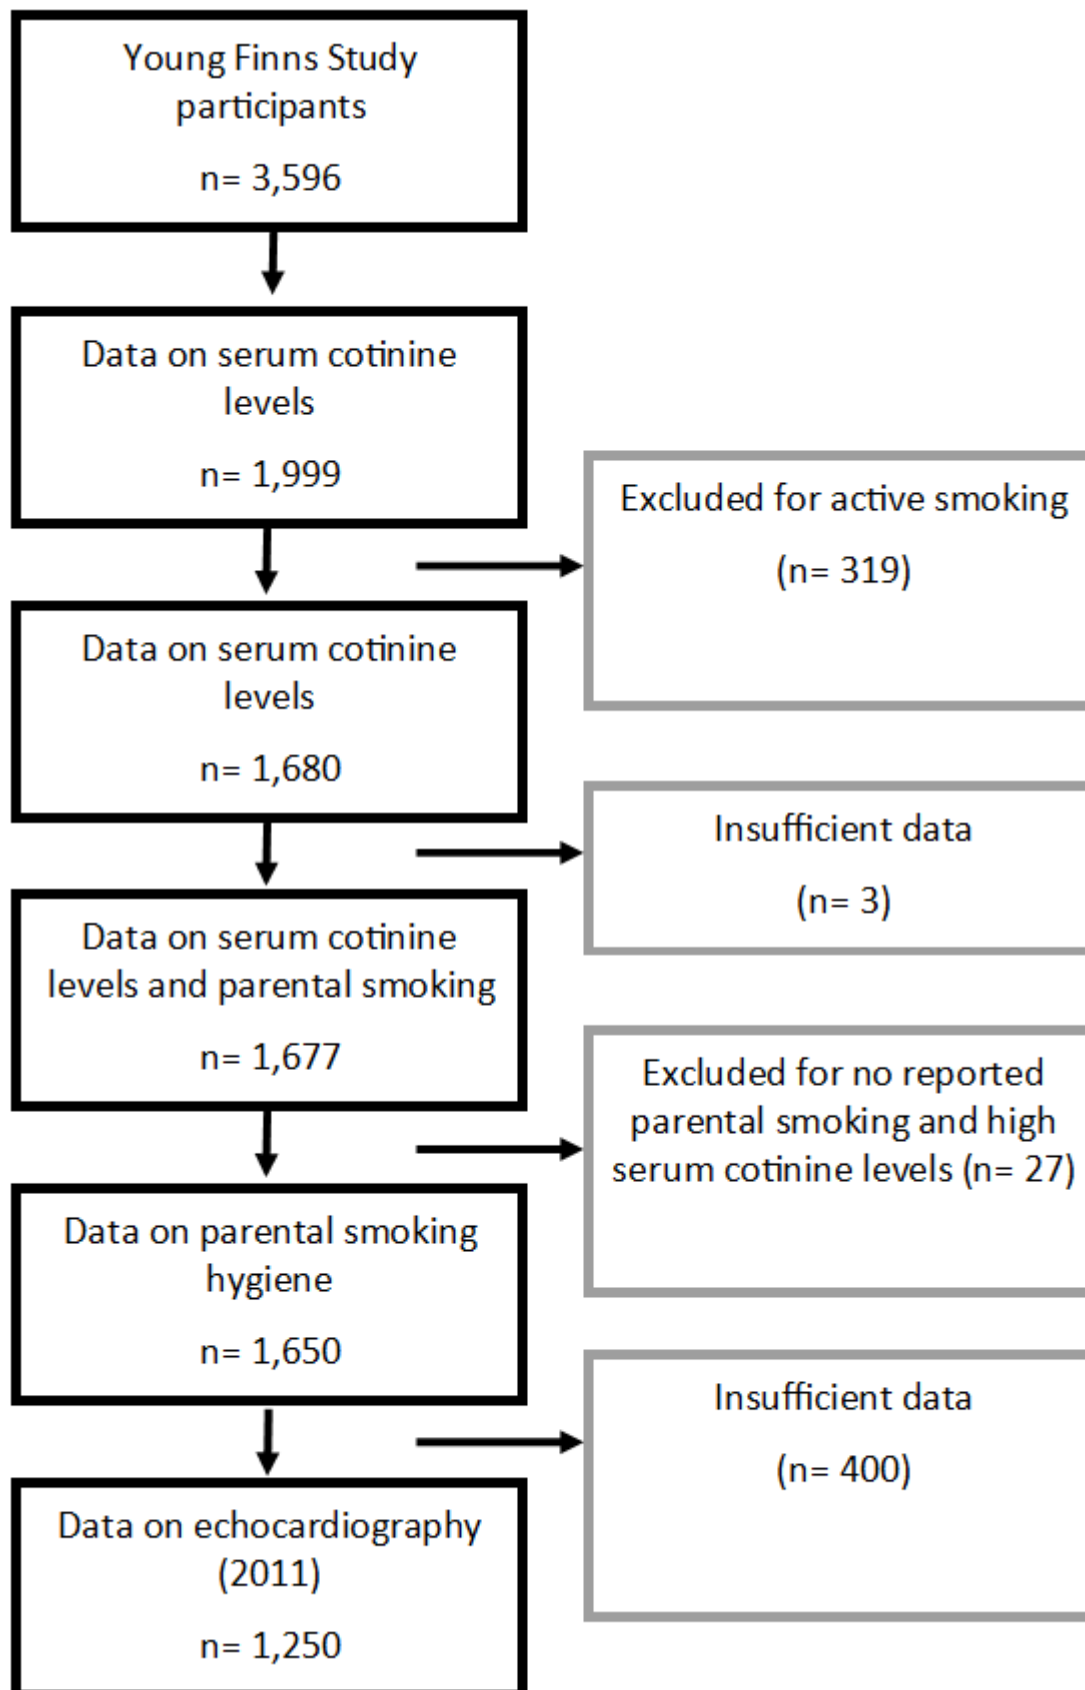 Young Finns Study
participants
n= 3,596
Data on serum cotinine
levels
n= 1,999
Excluded for active smoking
(n= 319)
Data on serum cotinine
levels
n= 1,680
Insufficient data
(n= 3)
Data on serum cotinine
levels and parental smoking
n= 1,677
Excluded for no reported
parental smoking and high
serum cotinine levels (n= 27)
Data on parental smoking
hygiene
n= 1,650
Insufficient data
(n= 400)
Data on echocardiography
(2011)
n= 1,250